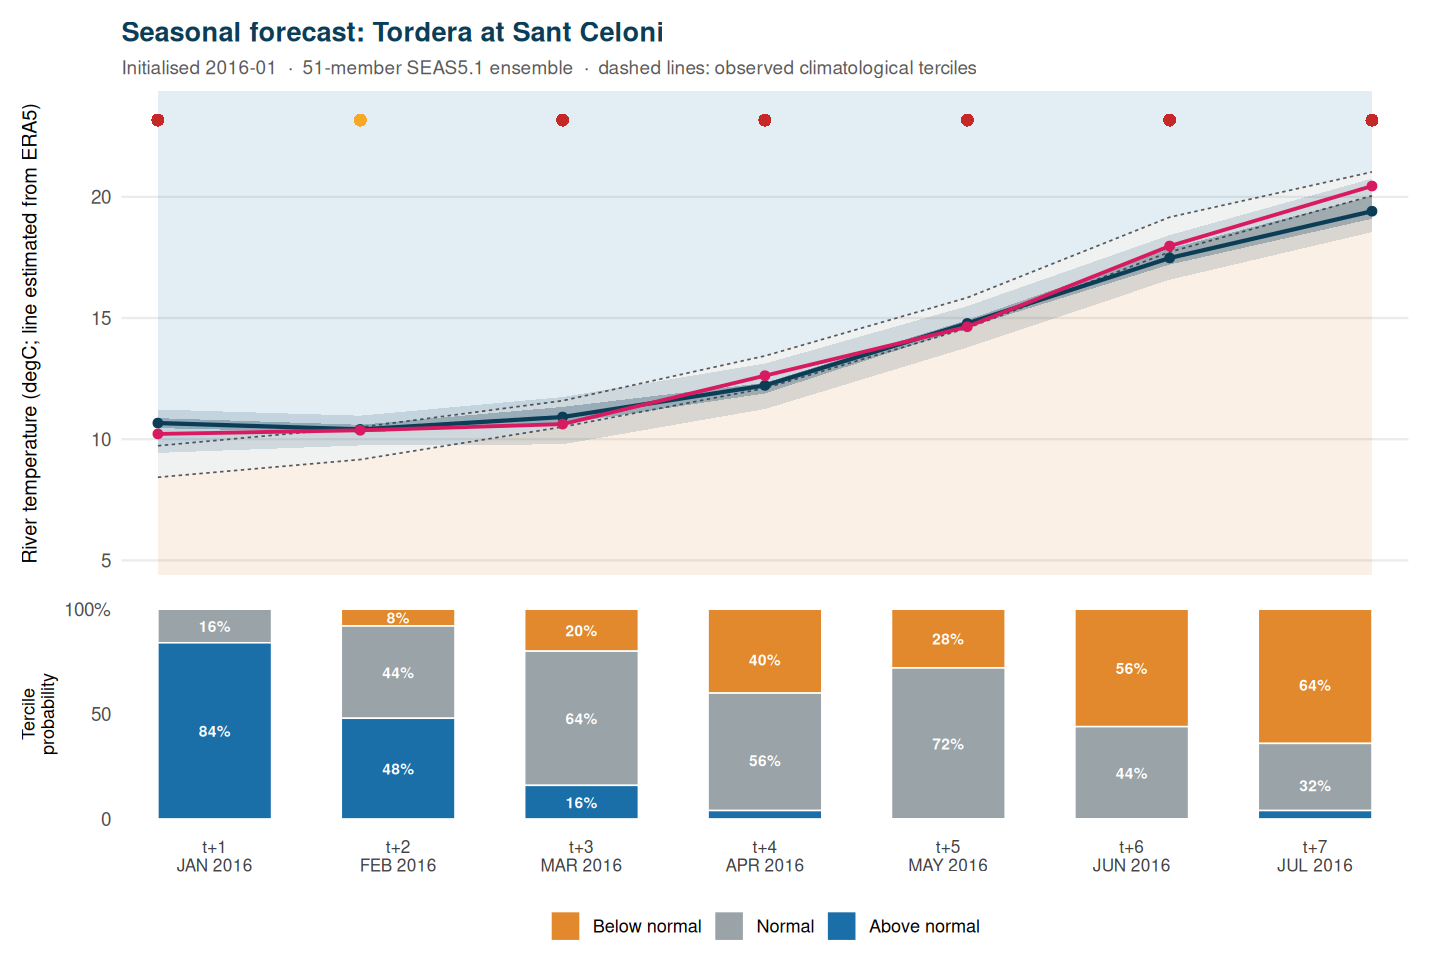 Seasonal forecast: Tordera at Sant Celoni
Initialised 2016-01 · 51-member SEAS5.1 ensemble · dashed lines: observed climatological terciles
River temperature (degC; line estimated from ERA5)
20
15
10
5
Tercile
probability
100%
50
0
16%
84%
8%
44%
48%
20%
64%
16%
40%
56%
28%
72%
56%
44%
64%
32%
t+1
JAN 2016
t+2
FEB 2016
t+3
MAR 2016
t+4
APR 2016
t+5
MAY 2016
t+6
JUN 2016
t+7
JUL 2016
Below normal
Normal
Above normal